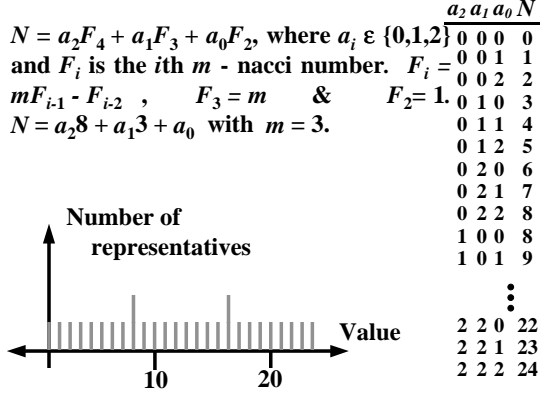 N = a₂F₄ + a₁F₃ + a₀F₂, where aᵢ ε {0,1,2}
and Fᵢ is the ith m - nacci number. Fᵢ =
mFᵢ₋₁ - Fᵢ₋₂ , F₃ = m & F₂= 1.
N = a₂8 + a₁3 + a₀ with m = 3.
a₂ a₁ a₀ N
0 0 0 0
0 0 1 1
0 0 2 2
0 1 0 3
0 1 1 4
0 1 2 5
0 2 0 6
0 2 1 7
0 2 2 8
1 0 0 8
1 0 1 9
⋮
2 2 0 22
2 2 1 23
2 2 2 24
Number of
representatives
Value
10 20